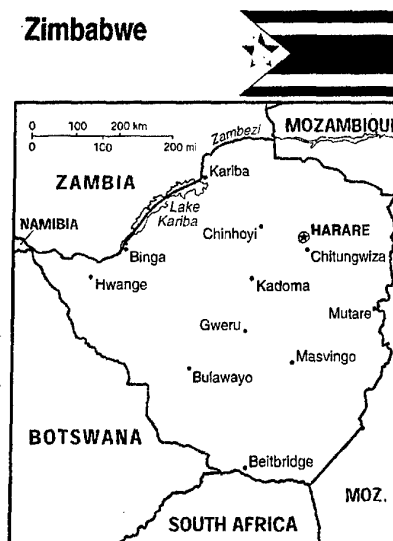 Zimbabwe
0 100 200 km
0 100 200 mi
Zambezi
MOZAMBIQUE
ZAMBIA
Kariba
Lake
Kariba
NAMIBIA
Chinhoyi
HARARE
Binga
Chitungwiza
Hwange
Kadoma
Mutare
Gweru
Masvingo
Bulawayo
BOTSWANA
Beitbridge
MOZ.
SOUTH AFRICA